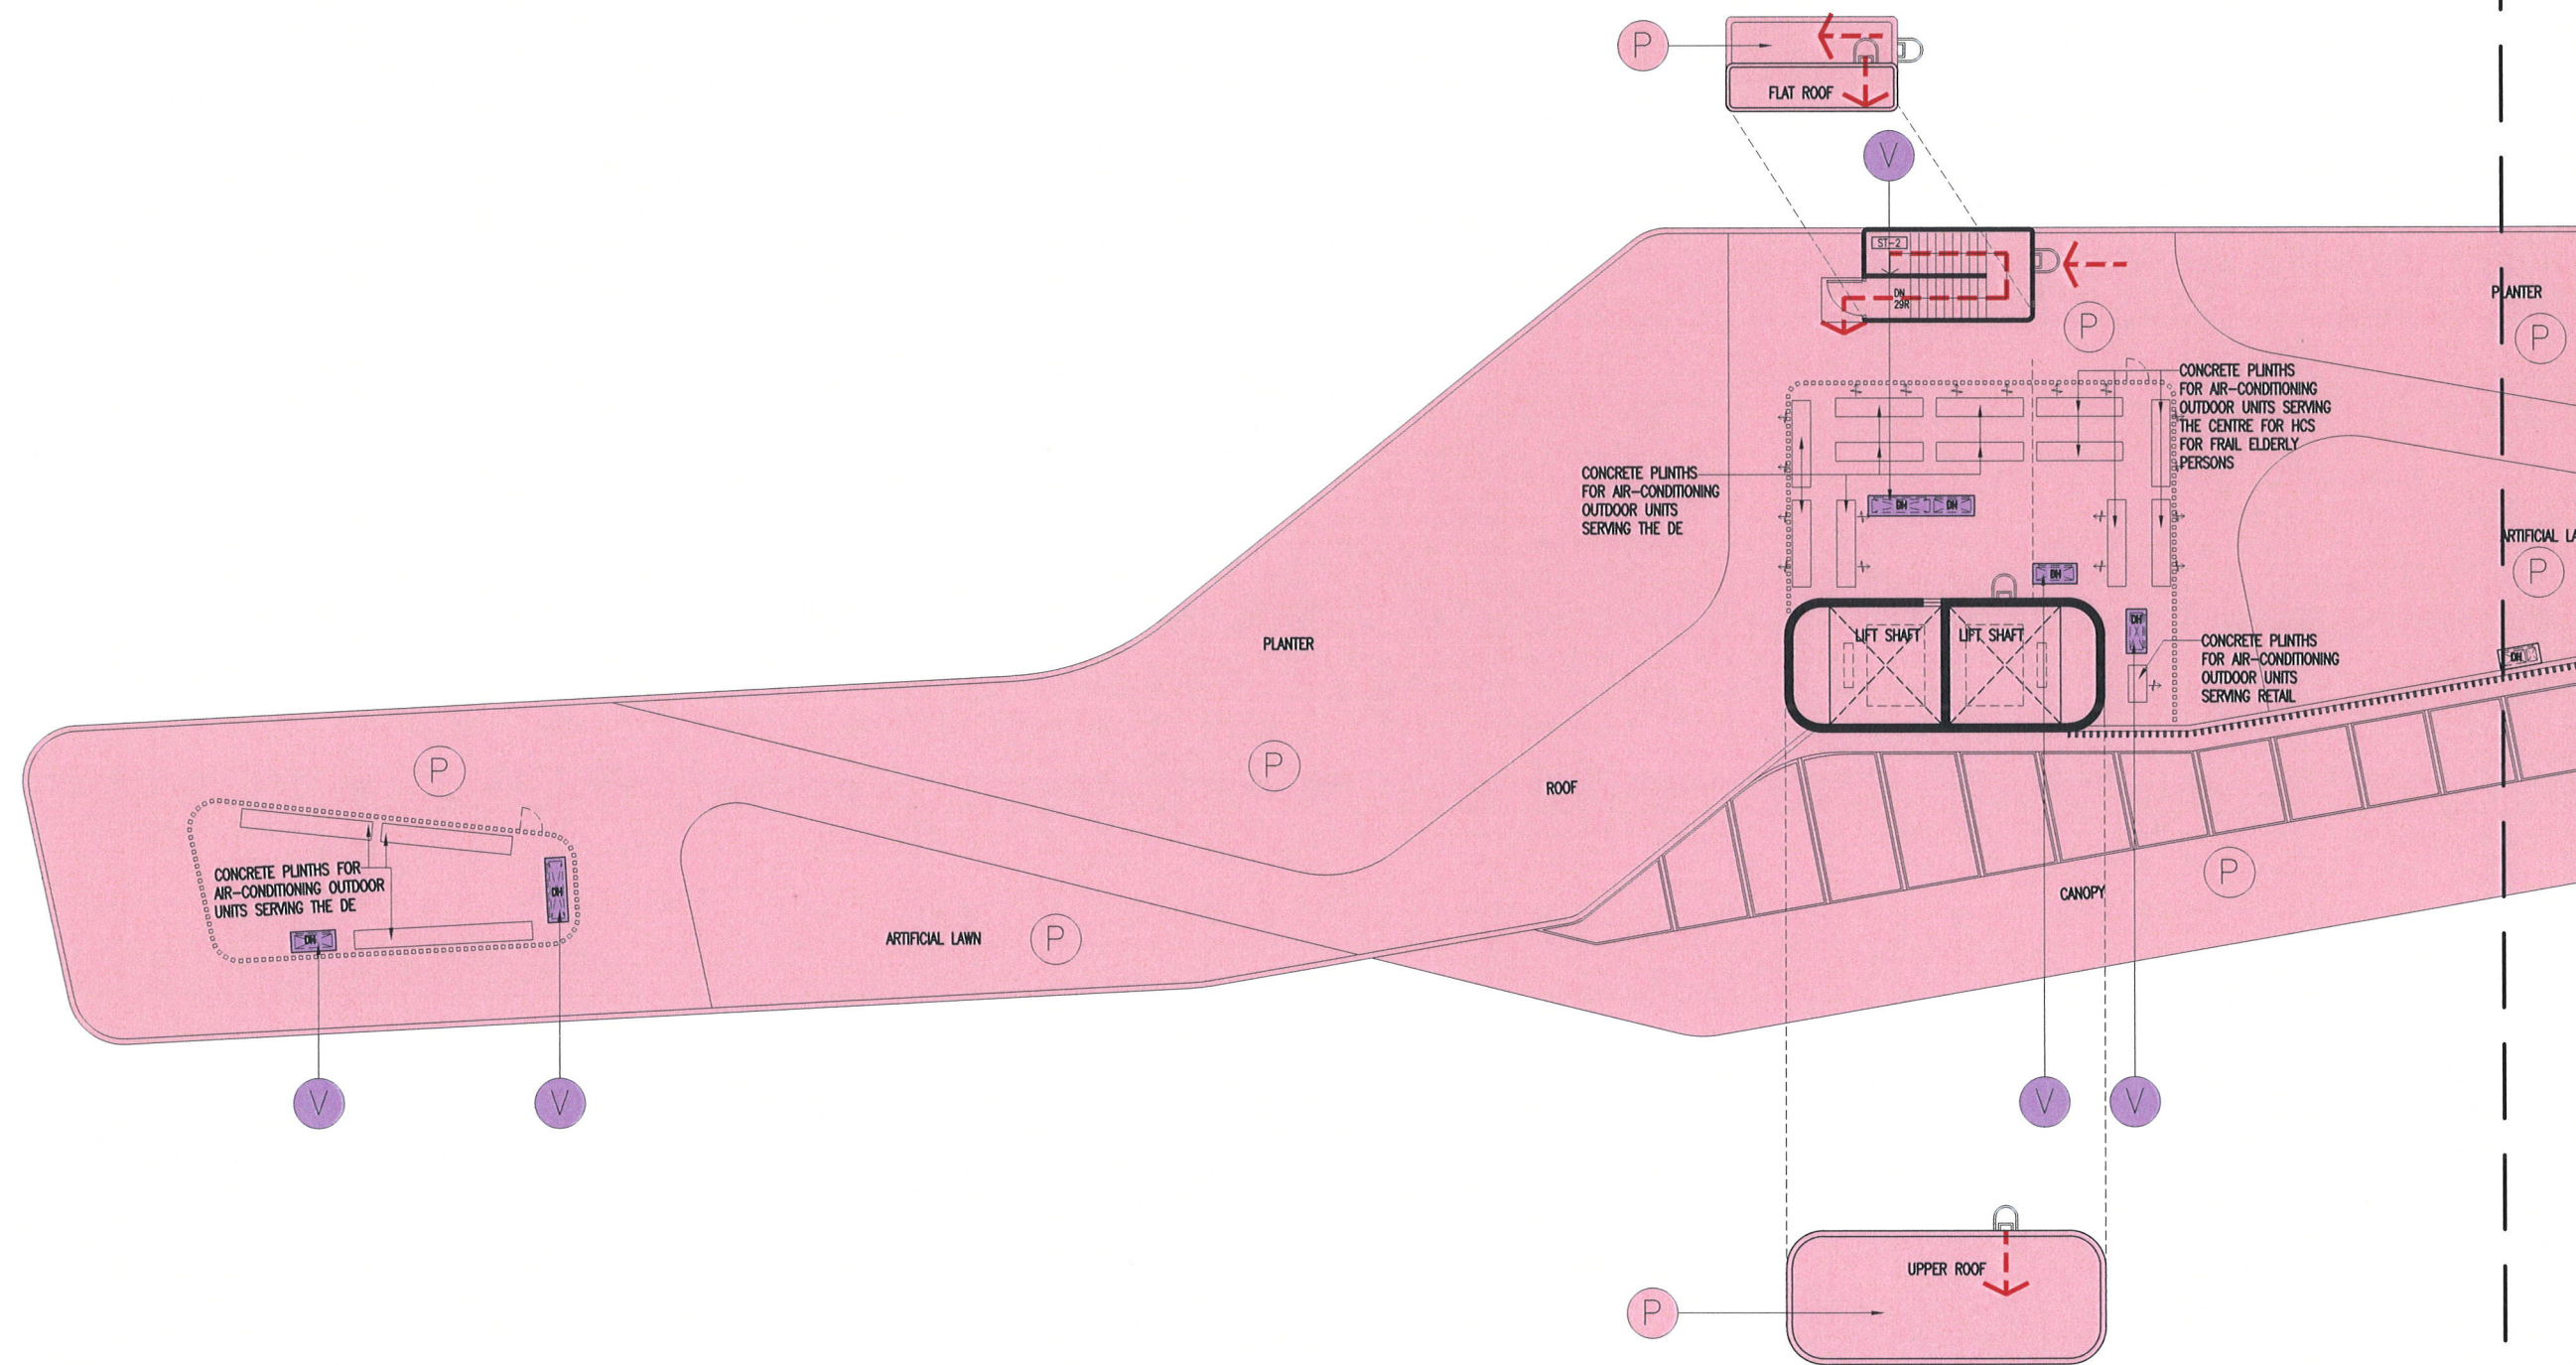 P
FLAT ROOF
V
ST-2
DN
29R
P
PLANTER
P
CONCRETE PLINTHS
FOR AIR-CONDITIONING
OUTDOOR UNITS SERVING
THE CENTRE FOR HCS
FOR FRAIL ELDERLY
PERSONS
CONCRETE PLINTHS
FOR AIR-CONDITIONING
OUTDOOR UNITS
SERVING THE DE
DH
DH
ARTIFICIAL LA
P
DH
DH
LIFT SHAFT
LIFT SHAFT
CONCRETE PLINTHS
FOR AIR-CONDITIONING
OUTDOOR UNITS
SERVING RETAIL
DH
PLANTER
P
P
ROOF
CONCRETE PLINTHS FOR
AIR-CONDITIONING OUTDOOR
UNITS SERVING THE DE
DH
DH
ARTIFICIAL LAWN
P
CANOPY
P
V
V
V
V
UPPER ROOF
P